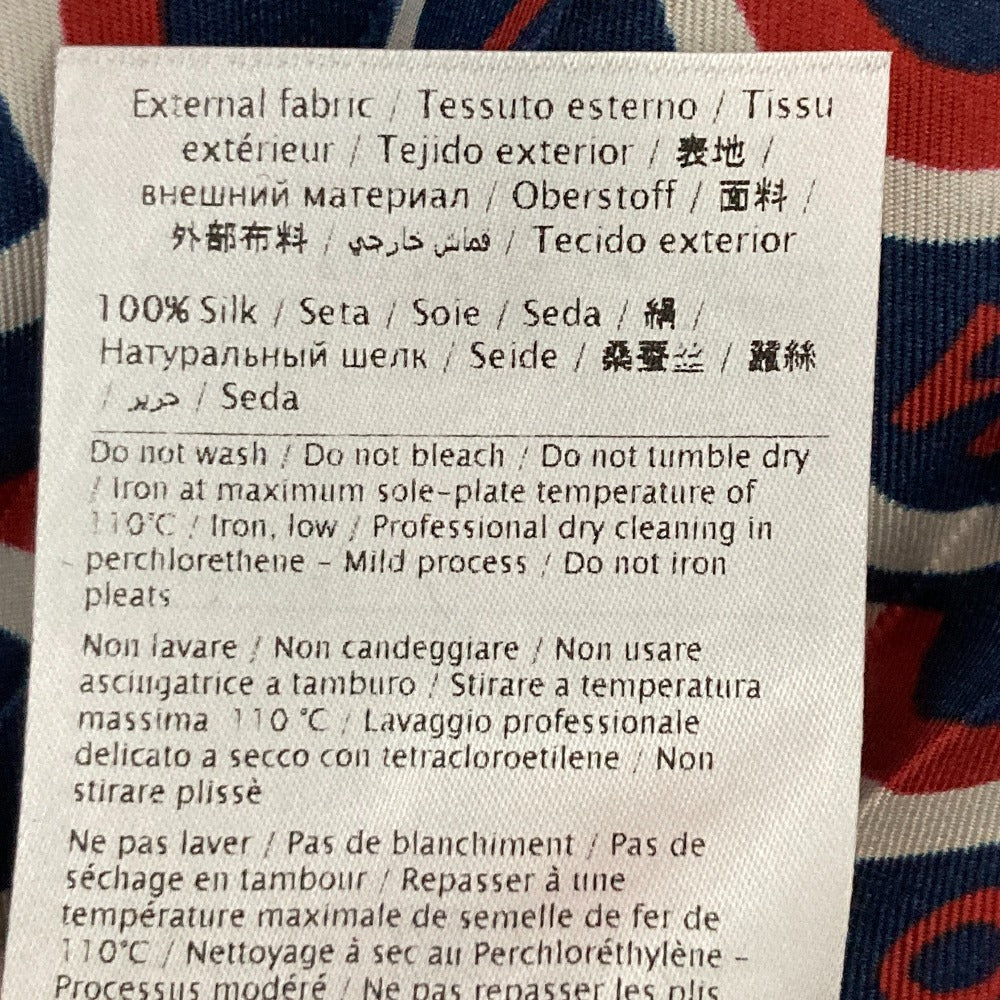 External fabric / Tessuto esterno / Tissu
extérieur / Tejido exterior / 表地 /
внешний материал / Oberstoff / 面料 /
外部布料 / قماش خارجي / Tecido exterior
100% Silk / Seta / Soie / Seda / 絹 /
Натуральный шелк / Seide / 桑蚕丝 / 蠶絲
/ حرير / Seda
Do not wash / Do not bleach / Do not tumble dry
/ Iron at maximum sole-plate temperature of
110°C / Iron, low / Professional dry cleaning in
perchlorethene - Mild process / Do not iron
pleats
Non lavare / Non candeggiare / Non usare
asciugatrice a tamburo / Stirare a temperatura
massima 110 °C / Lavaggio professionale
delicato a secco con tetracloroetilene / Non
stirare plissè
Ne pas laver / Pas de blanchiment / Pas de
séchage en tambour / Repasser à une
température maximale de semelle de fer de
110°C / Nettoyage à sec au Perchloréthylène -
Processus modéré / Ne pas repasser les plis